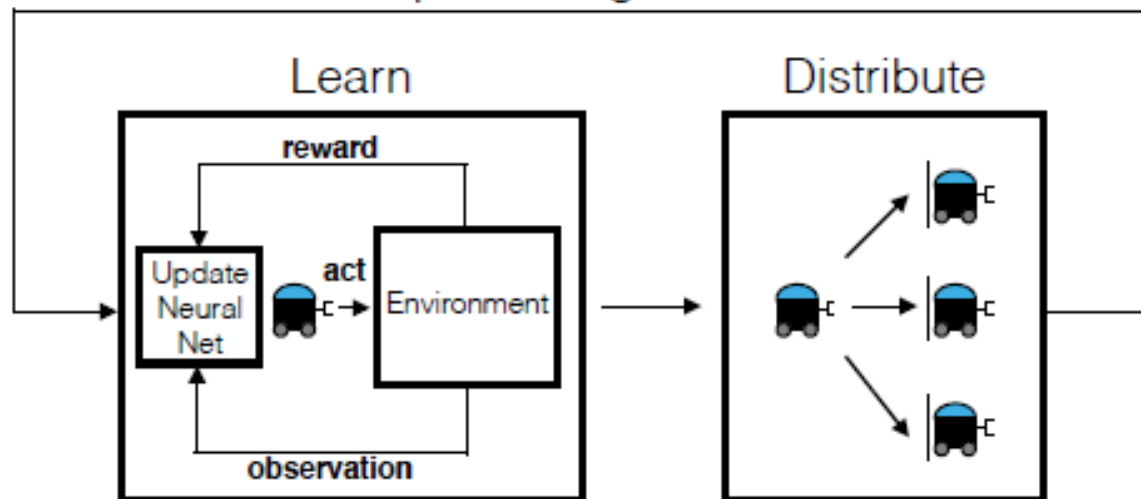 Learn
Distribute
reward
Update
Neural
Net
act
Environment
observation